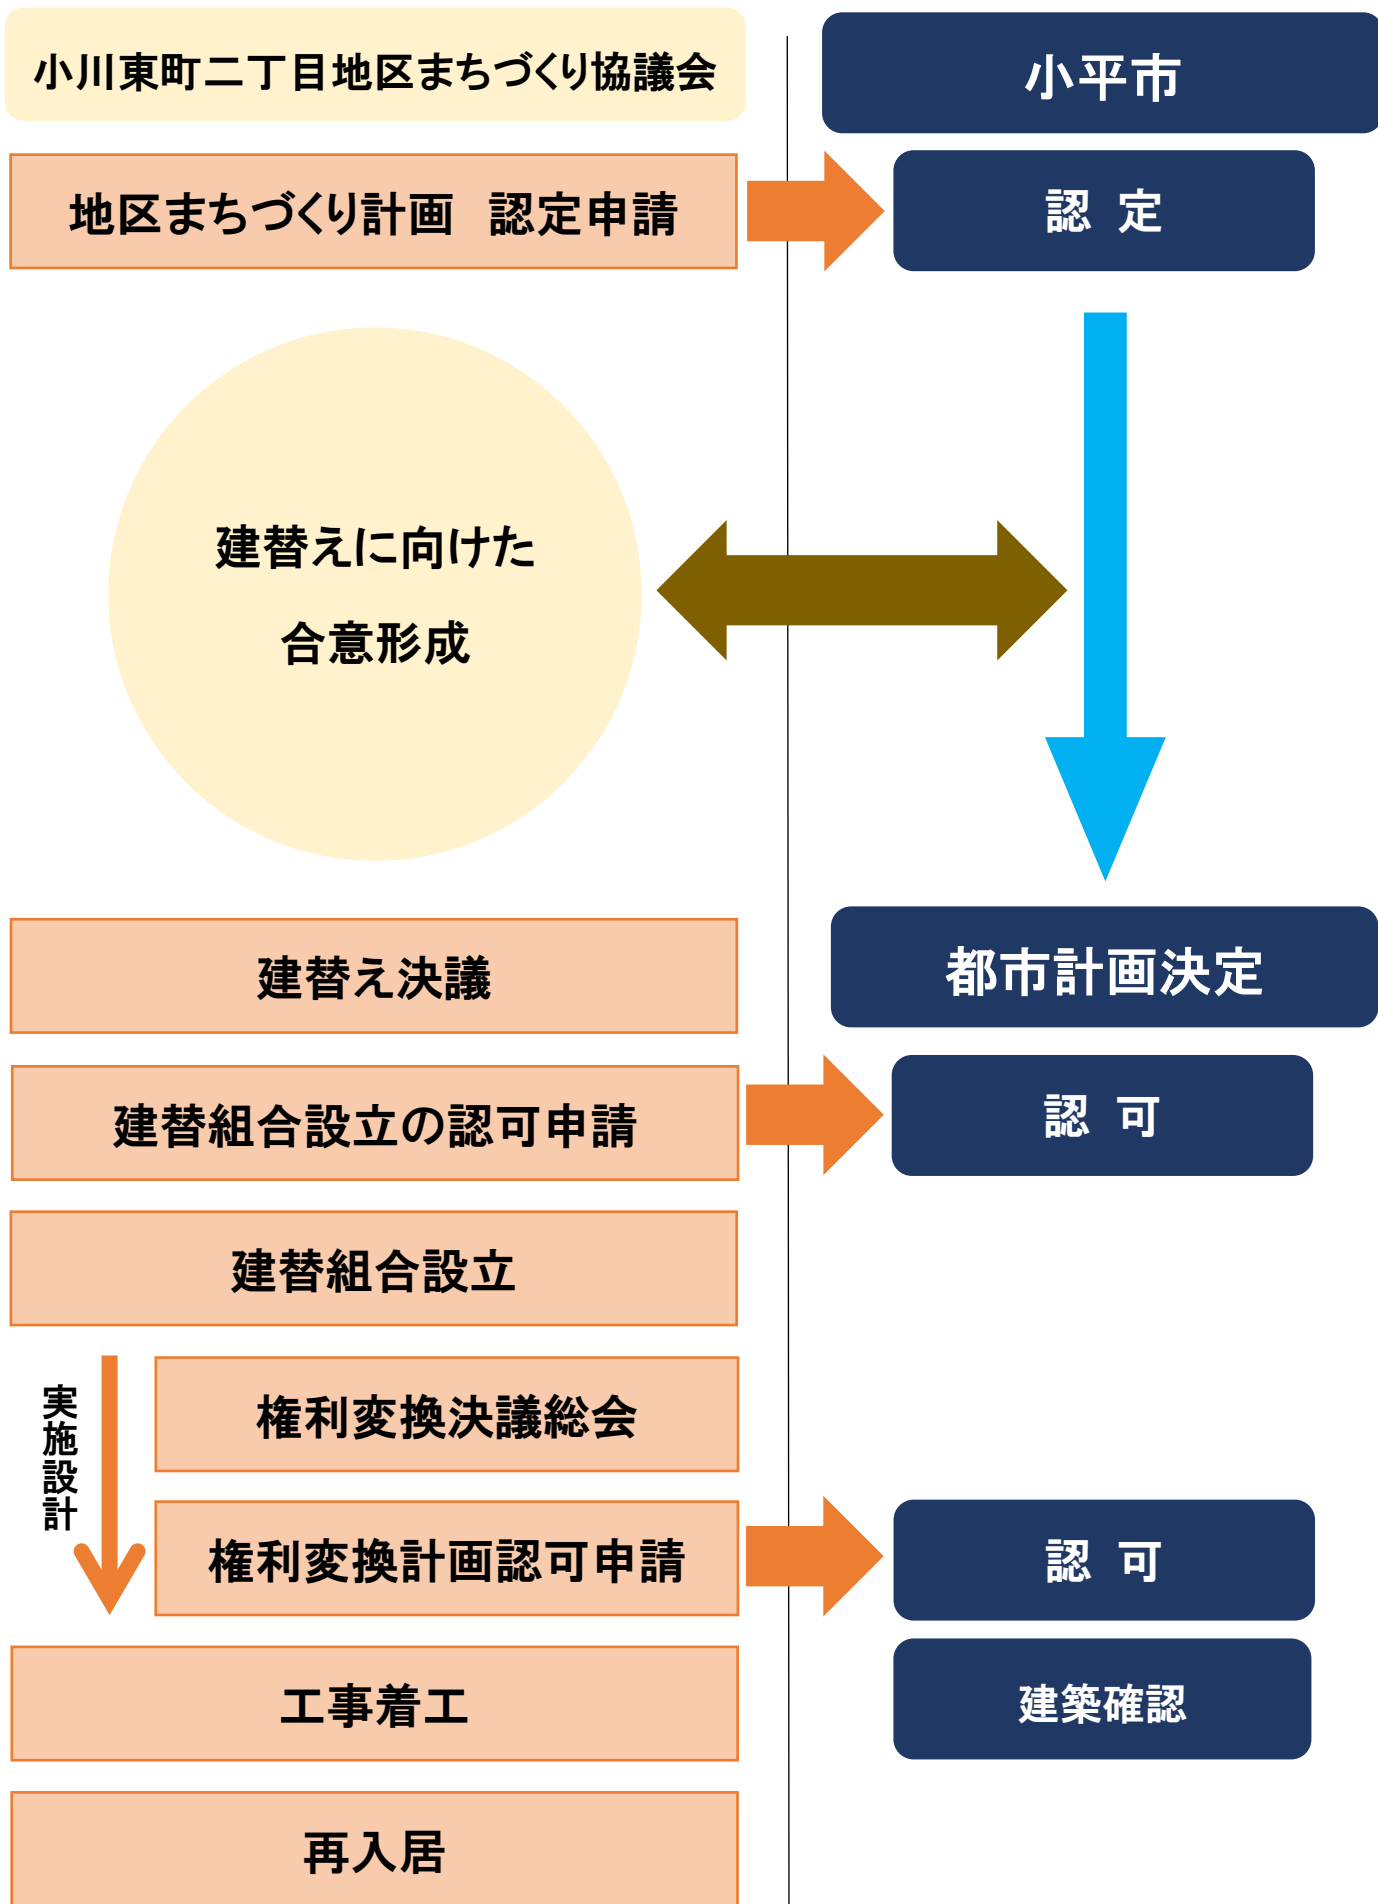 小川東町二丁目地区まちづくり協議会
小平市
地区まちづくり計画　認定申請
認 定
建替えに向けた
合意形成
建替え決議
都市計画決定
建替組合設立の認可申請
認 可
建替組合設立
実施設計
権利変換決議総会
権利変換計画認可申請
認 可
工事着工
建築確認
再入居